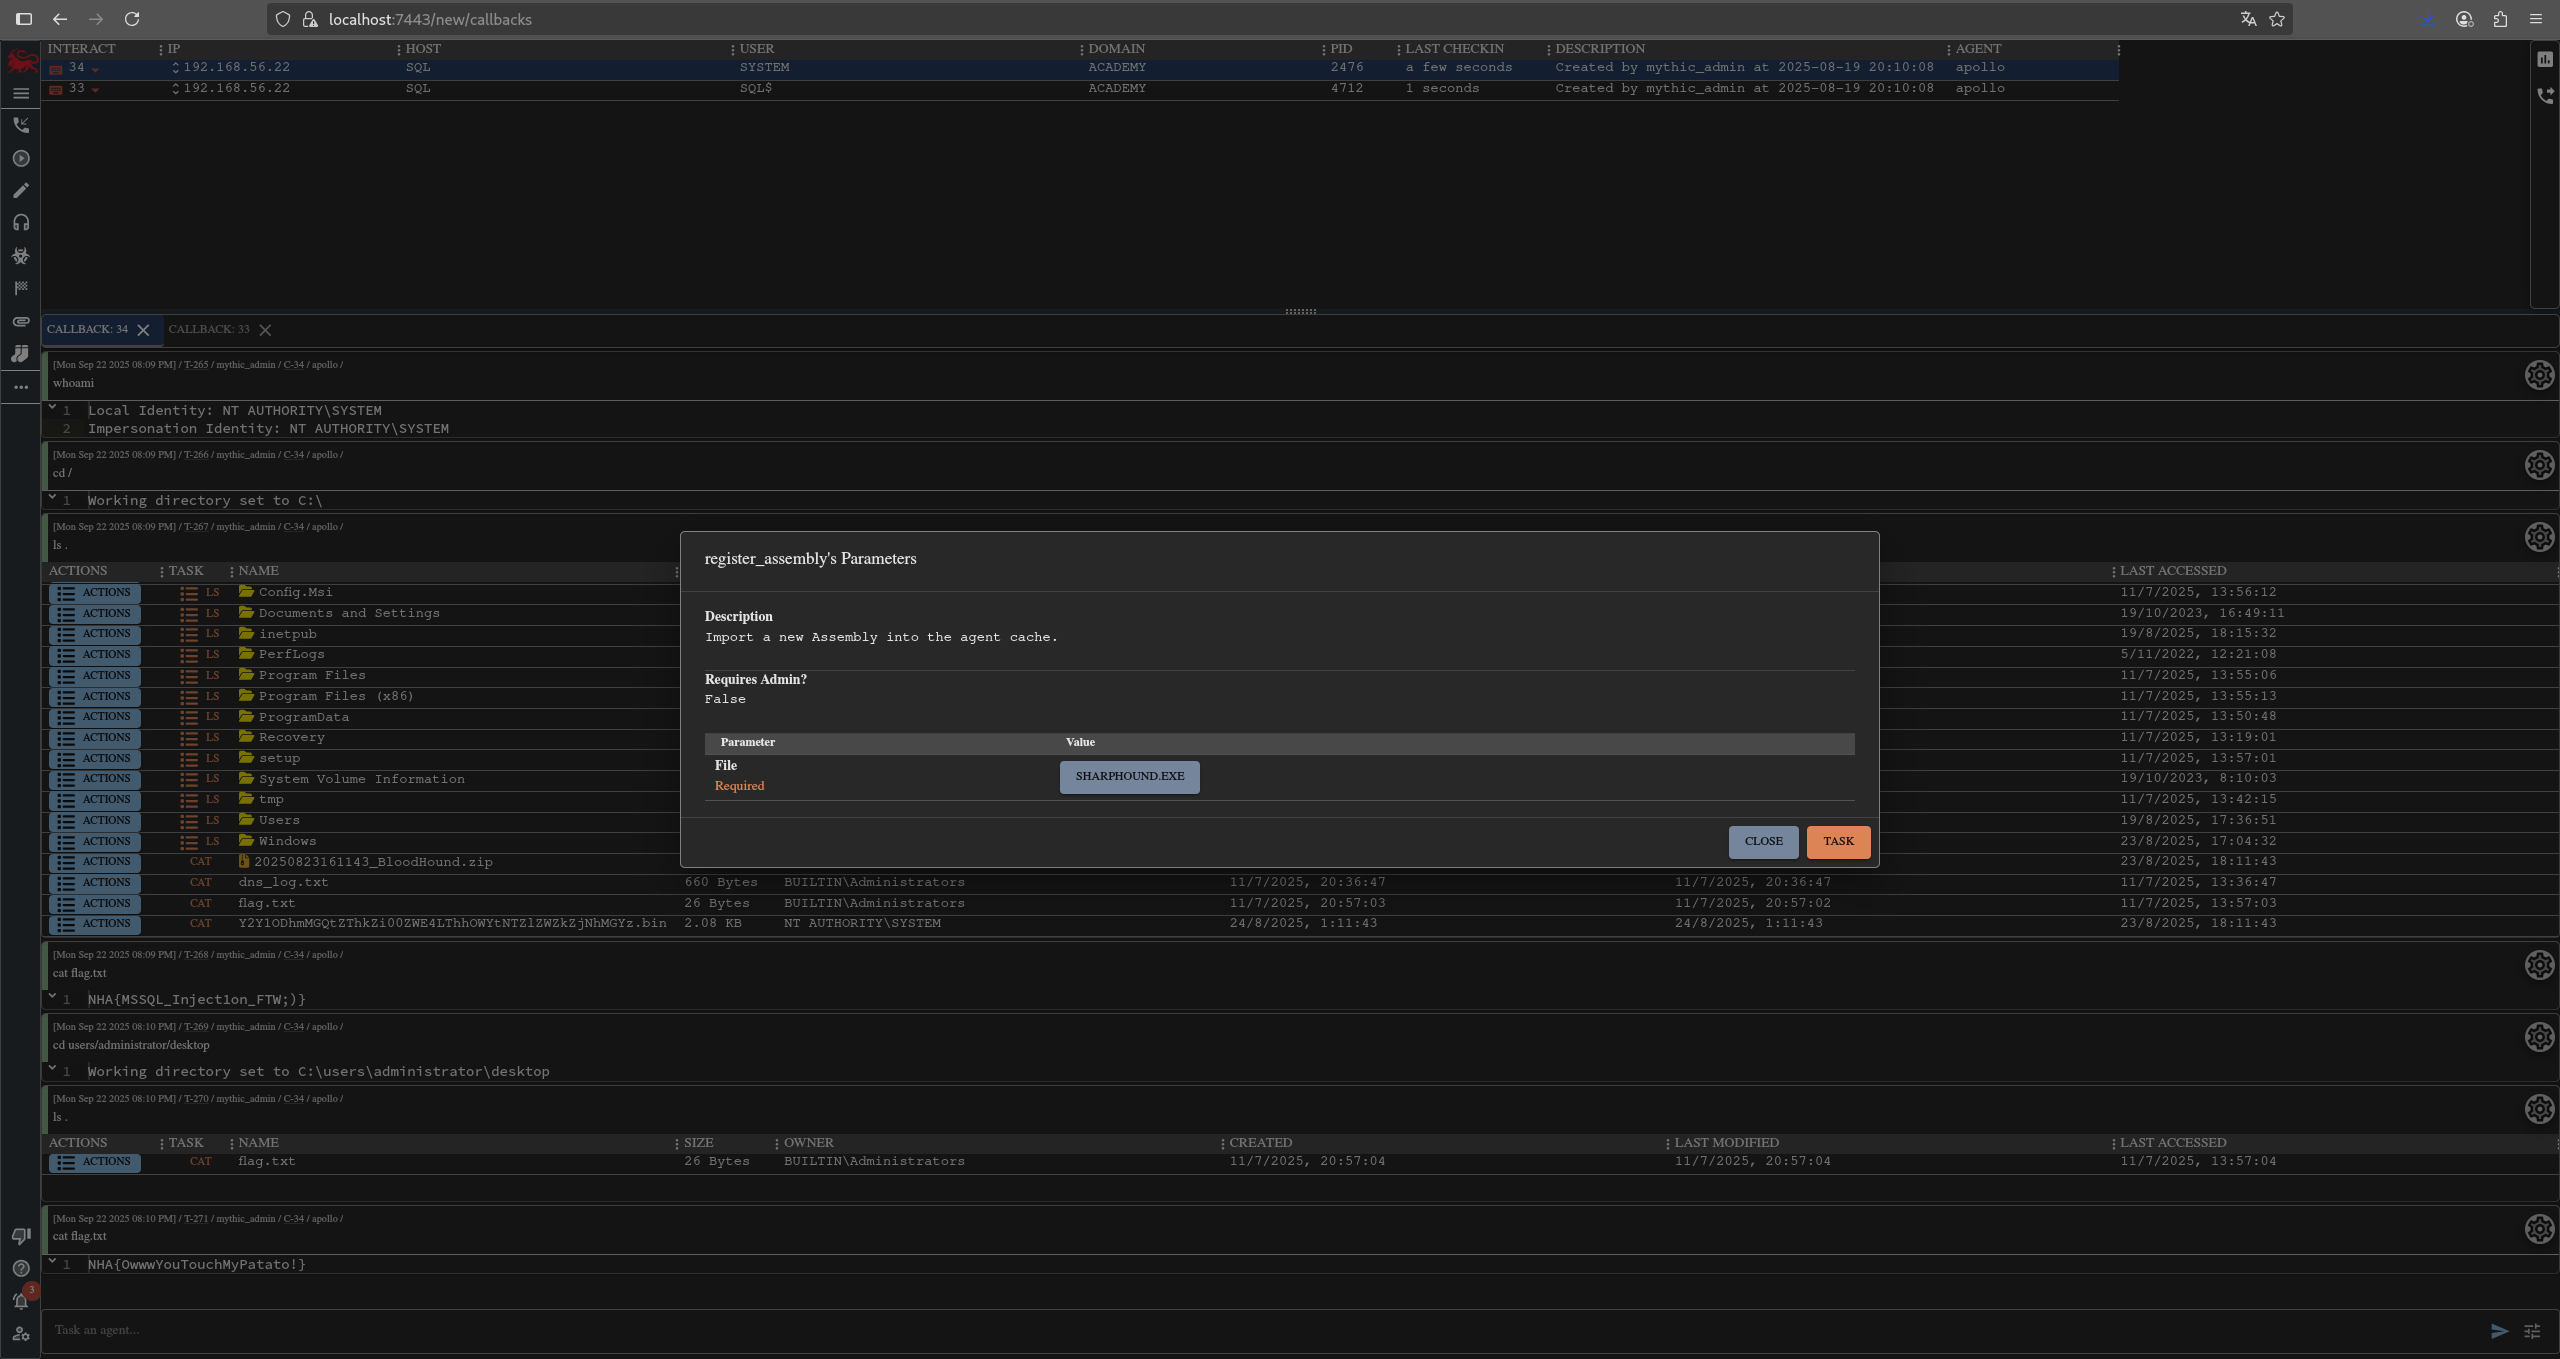 localhost:7443/new/callbacks
INTERACT IP HOST USER DOMAIN PID LAST CHECKIN DESCRIPTION AGENT
34 192.168.56.22 SQL SYSTEM ACADEMY 2476 a few seconds Created by mythic_admin at 2025-08-19 20:10:08 apollo
33 192.168.56.22 SQL SQL$ ACADEMY 4712 1 seconds Created by mythic_admin at 2025-08-19 20:10:08 apollo
CALLBACK: 34 CALLBACK: 33
[Mon Sep 22 2025 08:09 PM] / T-265 / mythic_admin / C-34 / apollo /
whoami
1 Local Identity: NT AUTHORITY\SYSTEM
2 Impersonation Identity: NT AUTHORITY\SYSTEM
[Mon Sep 22 2025 08:09 PM] / T-266 / mythic_admin / C-34 / apollo /
cd /
1 Working directory set to C:\
[Mon Sep 22 2025 08:09 PM] / T-267 / mythic_admin / C-34 / apollo /
ls .
ACTIONS TASK NAME LAST ACCESSED
ACTIONS LS Config.Msi 11/7/2025, 13:56:12
ACTIONS LS Documents and Settings 19/10/2023, 16:49:11
ACTIONS LS inetpub 19/8/2025, 18:15:32
ACTIONS LS PerfLogs 5/11/2022, 12:21:08
ACTIONS LS Program Files 11/7/2025, 13:55:06
ACTIONS LS Program Files (x86) 11/7/2025, 13:55:13
ACTIONS LS ProgramData 11/7/2025, 13:50:48
ACTIONS LS Recovery 11/7/2025, 13:19:01
ACTIONS LS setup 11/7/2025, 13:57:01
ACTIONS LS System Volume Information 19/10/2023, 8:10:03
ACTIONS LS tmp 11/7/2025, 13:42:15
ACTIONS LS Users 19/8/2025, 17:36:51
ACTIONS LS Windows 23/8/2025, 17:04:32
ACTIONS CAT 20250823161143_BloodHound.zip 23/8/2025, 18:11:43
ACTIONS CAT dns_log.txt 660 Bytes BUILTIN\Administrators 11/7/2025, 20:36:47 11/7/2025, 20:36:47 11/7/2025, 13:36:47
ACTIONS CAT flag.txt 26 Bytes BUILTIN\Administrators 11/7/2025, 20:57:03 11/7/2025, 20:57:02 11/7/2025, 13:57:03
ACTIONS CAT Y2YlODhmMGQtZThkZi00ZWE4LThhOWYtNTZlZWZkZjNhMGYz.bin 2.08 KB NT AUTHORITY\SYSTEM 24/8/2025, 1:11:43 24/8/2025, 1:11:43 23/8/2025, 18:11:43
register_assembly's Parameters
Description
Import a new Assembly into the agent cache.
Requires Admin?
False
Parameter Value
File
Required
SHARPHOUND.EXE
CLOSE TASK
[Mon Sep 22 2025 08:09 PM] / T-268 / mythic_admin / C-34 / apollo /
cat flag.txt
1 NHA{MSSQL_Inject1on_FTW;)}
[Mon Sep 22 2025 08:10 PM] / T-269 / mythic_admin / C-34 / apollo /
cd users/administrator/desktop
1 Working directory set to C:\users\administrator\desktop
[Mon Sep 22 2025 08:10 PM] / T-270 / mythic_admin / C-34 / apollo /
ls .
ACTIONS TASK NAME SIZE OWNER CREATED LAST MODIFIED LAST ACCESSED
ACTIONS CAT flag.txt 26 Bytes BUILTIN\Administrators 11/7/2025, 20:57:04 11/7/2025, 20:57:04 11/7/2025, 13:57:04
[Mon Sep 22 2025 08:10 PM] / T-271 / mythic_admin / C-34 / apollo /
cat flag.txt
1 NHA{OwwwYouTouchMyPatato!}
3
Task an agent...